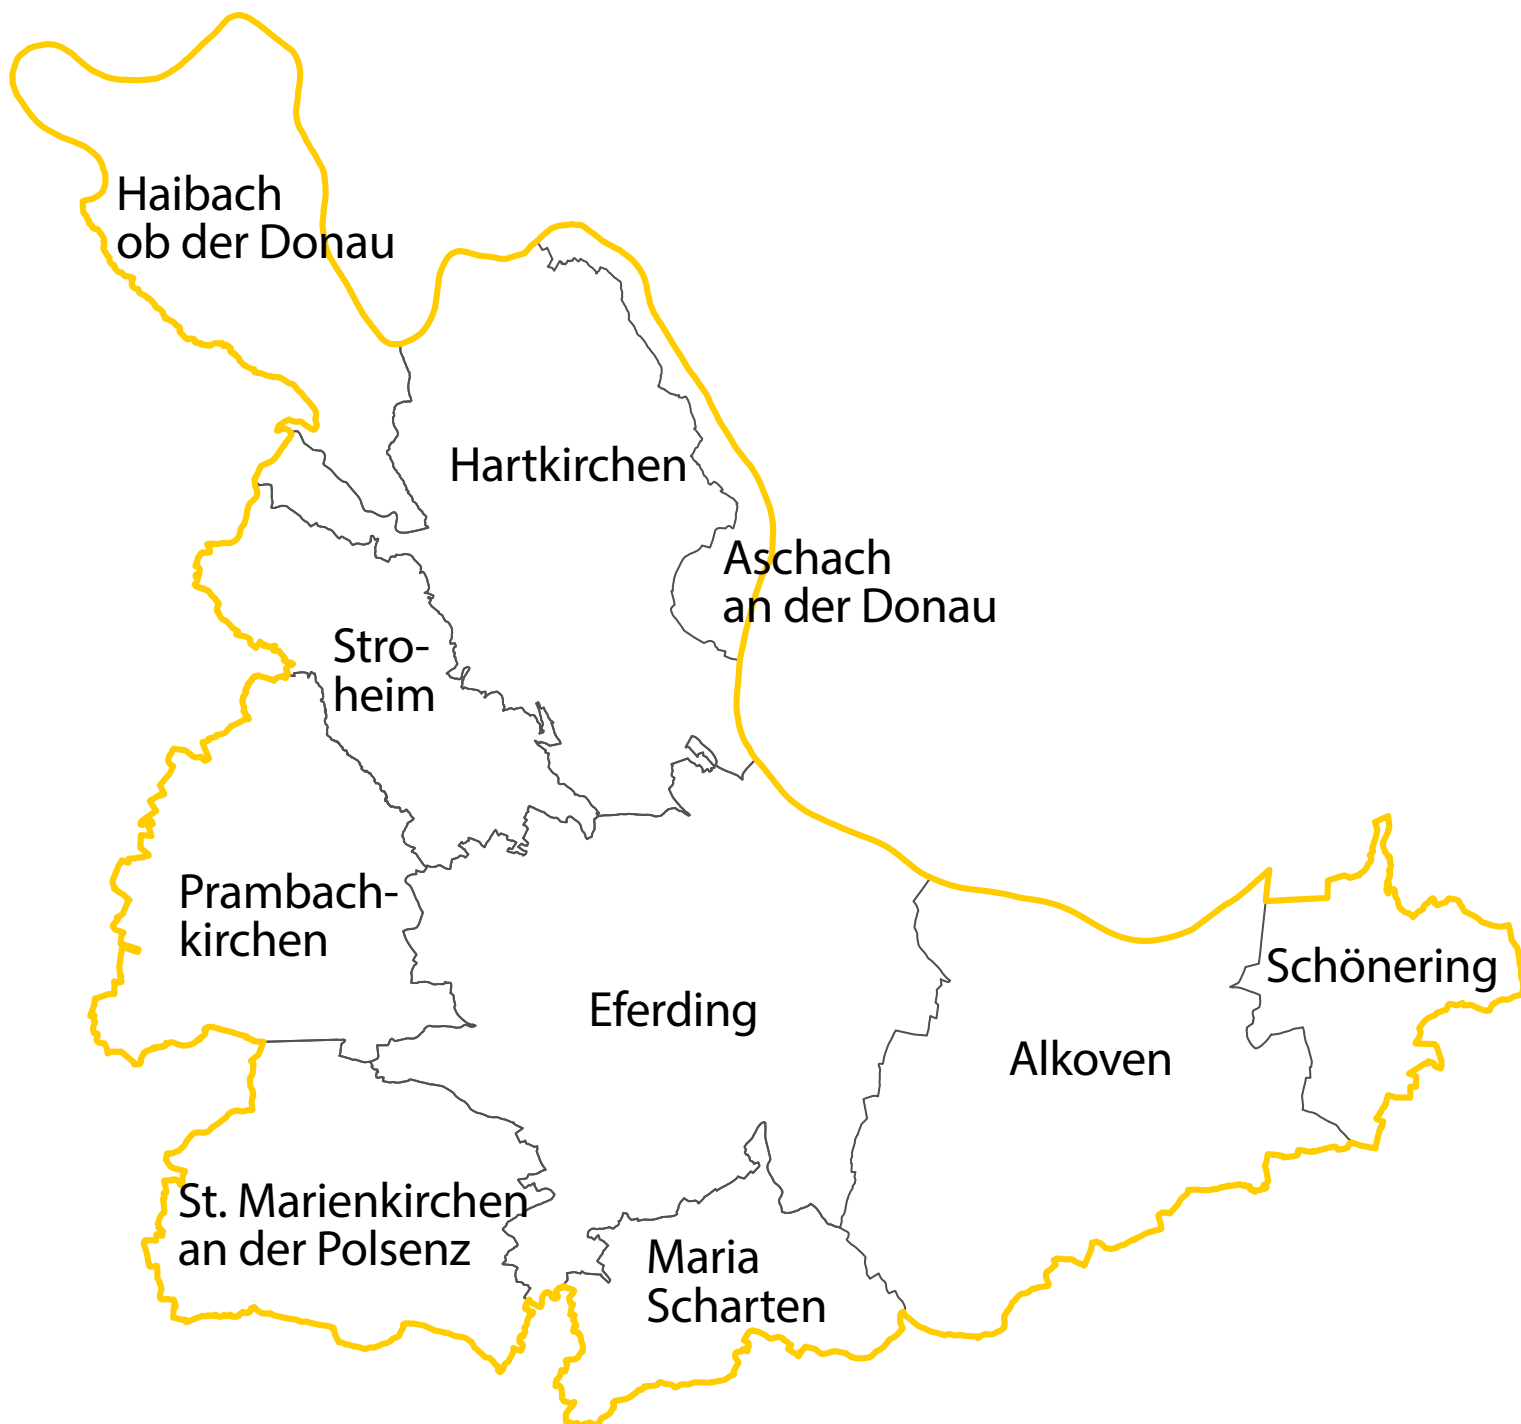 Haibach
ob der Donau
Hartkirchen
Aschach
an der Donau
Stro-
heim
Prambach-
kirchen
Schönering
Eferding
Alkoven
St. Marienkirchen
an der Polsenz
Maria
Scharten